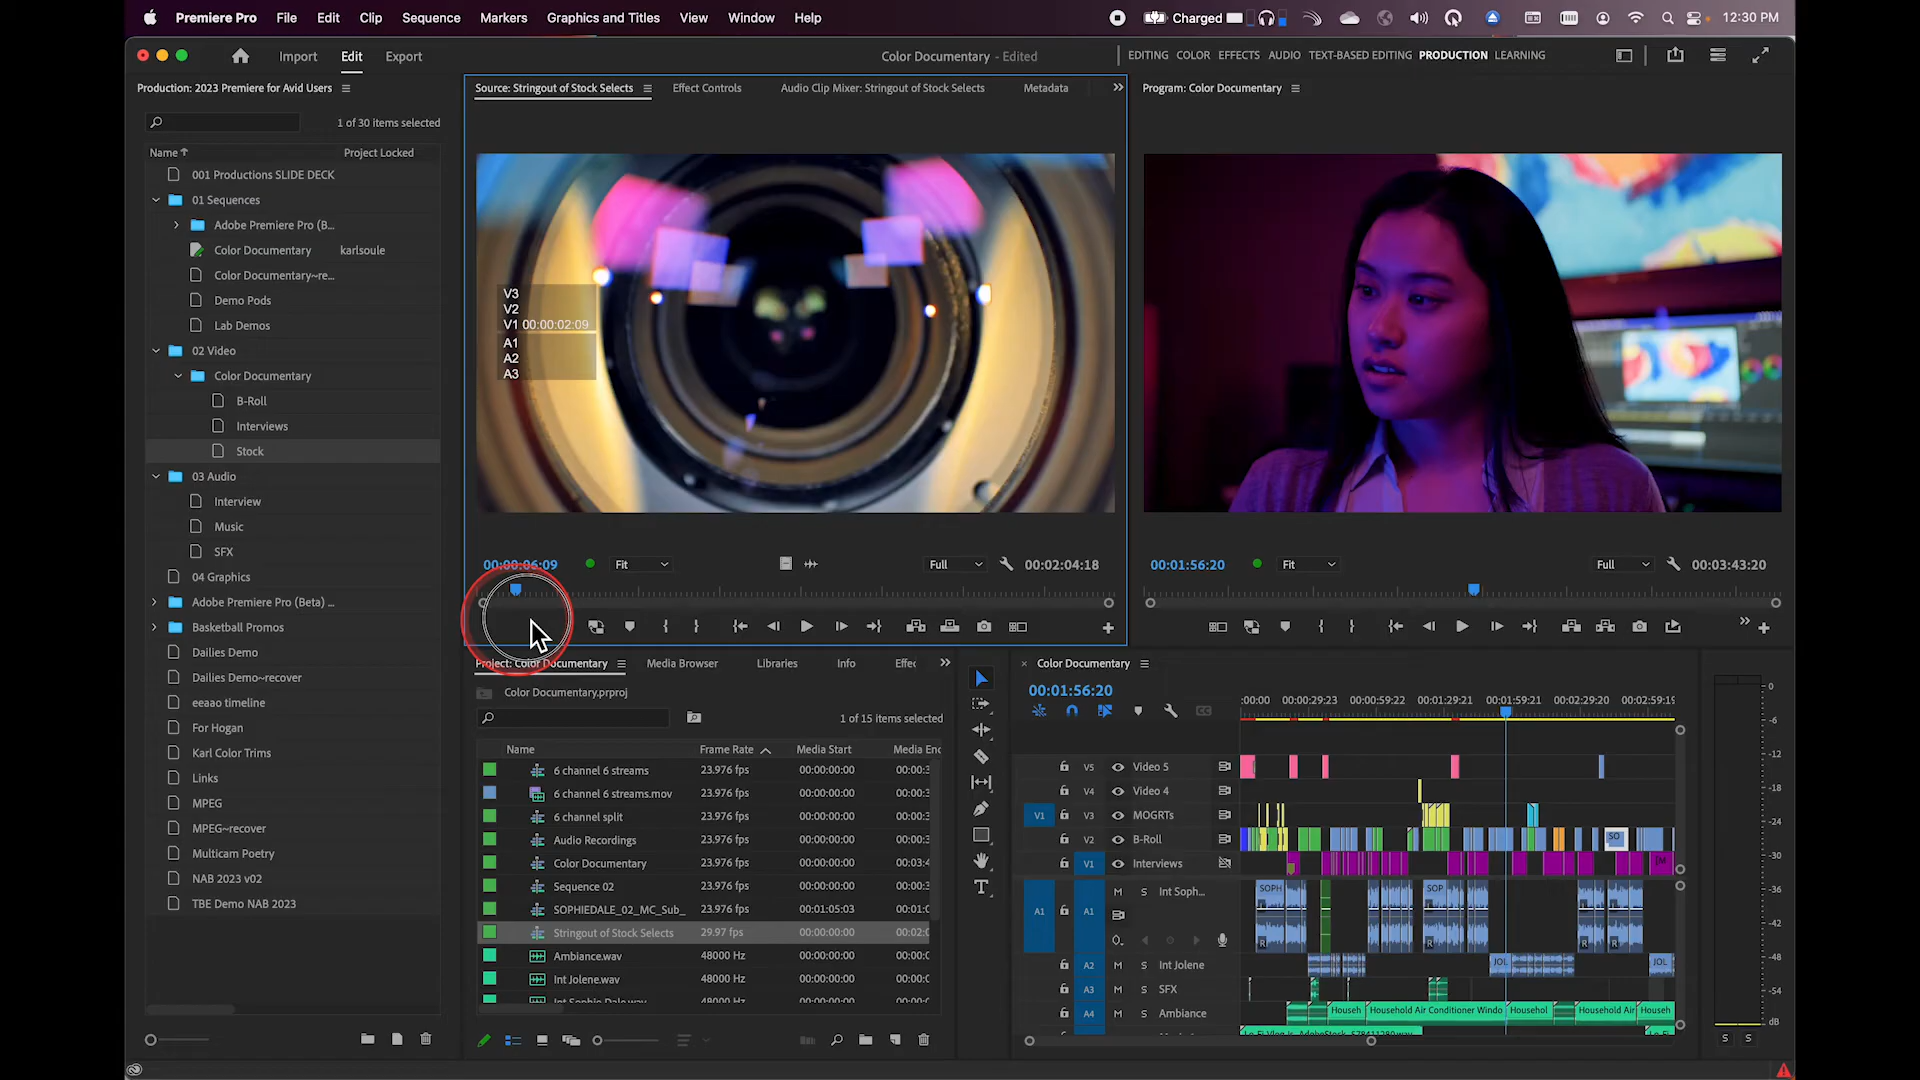 Premiere Pro File Edit Clip Sequence Markers Graphics and Titles View Window Help Charged 12:30 PM
Import Edit Export Color Documentary - Edited EDITING COLOR EFFECTS AUDIO TEXT-BASED EDITING PRODUCTION LEARNING
Production: 2023 Premiere for Avid Users
1 of 30 items selected
Name Project Locked
001 Productions SLIDE DECK
01 Sequences
Adobe Premiere Pro (B...
Color Documentary karlsoule
Color Documentary~re...
Demo Pods
Lab Demos
02 Video
Color Documentary
B-Roll
Interviews
Stock
03 Audio
Interview
Music
SFX
04 Graphics
Adobe Premiere Pro (Beta) ...
Basketball Promos
Dailies Demo
Dailies Demo~recover
eeaao timeline
For Hogan
Karl Color Trims
Links
MPEG
MPEG~recover
Multicam Poetry
NAB 2023 v02
TBE Demo NAB 2023
Source: Stringout of Stock Selects Effect Controls Audio Clip Mixer: Stringout of Stock Selects Metadata
V3
V2
V1 00:00:02:09
A1
A2
A3
00:00:06:09 Fit Full 00:02:04:18
Program: Color Documentary
00:01:56:20 Fit Full 00:03:43:20
Project: Color Documentary Media Browser Libraries Info Effec
Color Documentary.prproj
1 of 15 items selected
Name Frame Rate Media Start Media Enc
6 channel 6 streams 23.976 fps 00:00:00:00 00:00:3
6 channel 6 streams.mov 23.976 fps 00:00:00:00 00:00:3
6 channel split 23.976 fps 00:00:00:00 00:00:3
Audio Recordings 23.976 fps 00:00:00:00 00:00:3
Color Documentary 23.976 fps 00:00:00:00 00:03:4
Sequence 02 23.976 fps 00:00:00:00 00:00:3
SOPHIEDALE_02_MC_Sub_ 23.976 fps 00:01:05:03 00:01:0
Stringout of Stock Selects 29.97 fps 00:00:00:00 00:02:0
Ambiance.wav 48000 Hz 00:00:00:00 00:00:0
Int Jolene.wav 48000 Hz 00:00:00:00 00:00:0
Int Sophie Dale.wav 48000 Hz 00:00:00:00
Color Documentary
00:01:56:20
:00:00 00:00:29:23 00:00:59:22 00:01:29:21 00:01:59:21 00:02:29:20 00:02:59:19
V5 Video 5
V4 Video 4
V1 V3 MOGRTs
V2 B-Roll SO
V1 Interviews
A1 A1 M S Int Soph... SOPH SOP
R R R R
A2 M S Int Jolene JOL JOL
A3 M S SFX
A4 M S Ambiance Househ Household Air Conditioner Windo Househol Household Air Househ
0
-6
-12
-18
-24
-30
-36
-42
-48
-54
dB
S S